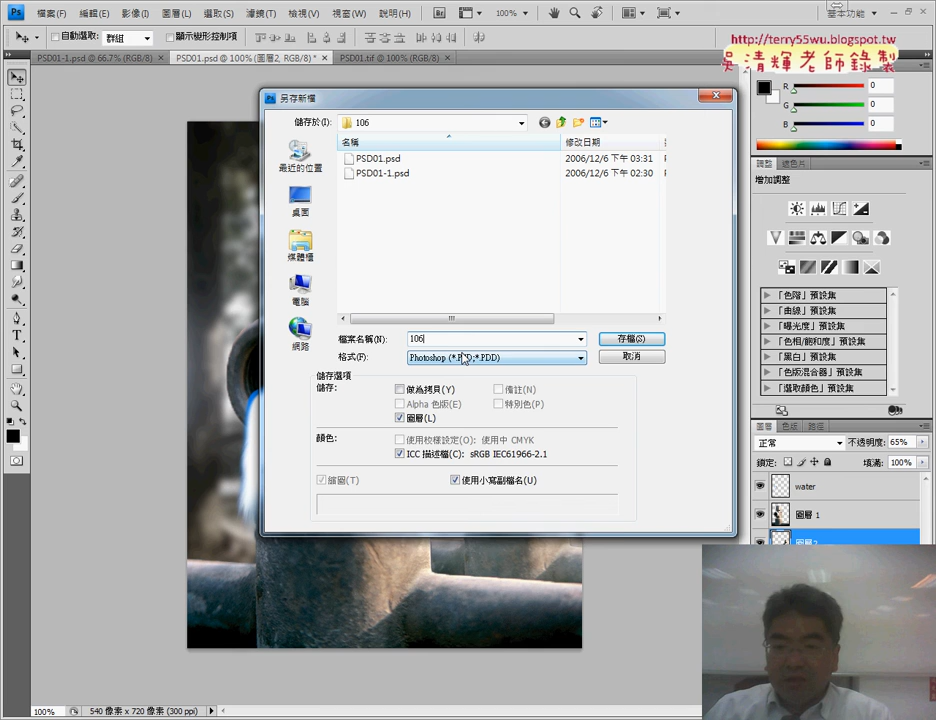 Ps 檔案(F) 編輯(E) 影像(I) 圖層(L) 選取(S) 濾鏡(T) 檢視(V) 視窗(W) 說明(H) Br 100% 基本功能
自動選取: 群組 顯示變形控制項
http://terry55wu.blogspot.tw
吳清輝老師錄製
PSD01-1.psd @ 66.7% (RGB/8) PSD01.psd @ 100% (圖層2, RGB/8) * PSD01.tif @ 100% (RGB/8)
另存新檔
儲存於(I): 106
名稱 修改日期
PSD01.psd 2006/12/6 下午 03:31
PSD01-1.psd 2006/12/6 下午 02:30
最近的位置
桌面
媒體櫃
電腦
網路
檔案名稱(N): 106 存檔(S)
格式(F): Photoshop (*.PSD;*.PDD) 取消
儲存選項
儲存: 做為拷貝(Y) 備註(N)
Alpha 色版(E) 特別色(P)
圖層(L)
顏色: 使用校樣設定(O): 使用中 CMYK
ICC 描述檔(C): sRGB IEC61966-2.1
縮圖(T) 使用小寫副檔名(U)
R 0
G 0
B 0
調整 遮色片
增加調整
「色階」預設集
「曲線」預設集
「曝光度」預設集
「色相/飽和度」預設集
「黑白」預設集
「色版混合器」預設集
「選取顏色」預設集
圖層 色版 路徑
正常 不透明度: 65%
鎖定: 填滿: 100%
water
圖層 1
圖層2
100% 540 像素 x 720 像素 (300 ppi)